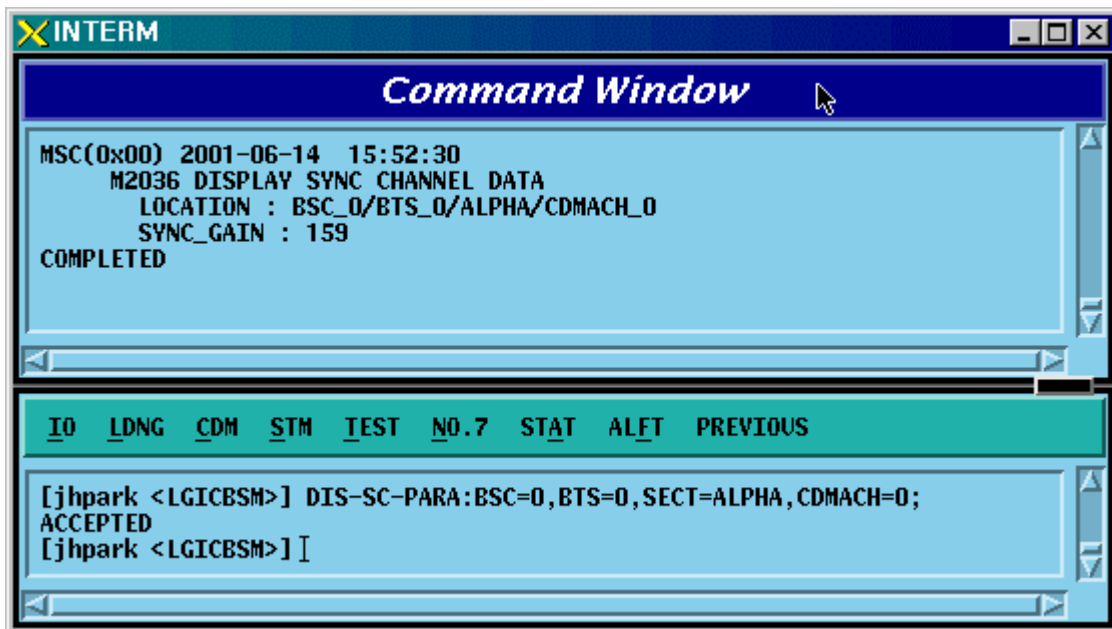 INTERM
Command Window
MSC(0x00) 2001-06-14 15:52:30
M2036 DISPLAY SYNC CHANNEL DATA
LOCATION : BSC_0/BTS_0/ALPHA/CDMACH_0
SYNC_GAIN : 159
COMPLETED
IO LDNG CDM STM TEST NO.7 STAT ALFT PREVIOUS
[jhpark <LGICBSM>] DIS-SC-PARA:BSC=0,BTS=0,SECT=ALPHA,CDMACH=0;
ACCEPTED
[jhpark <LGICBSM>]